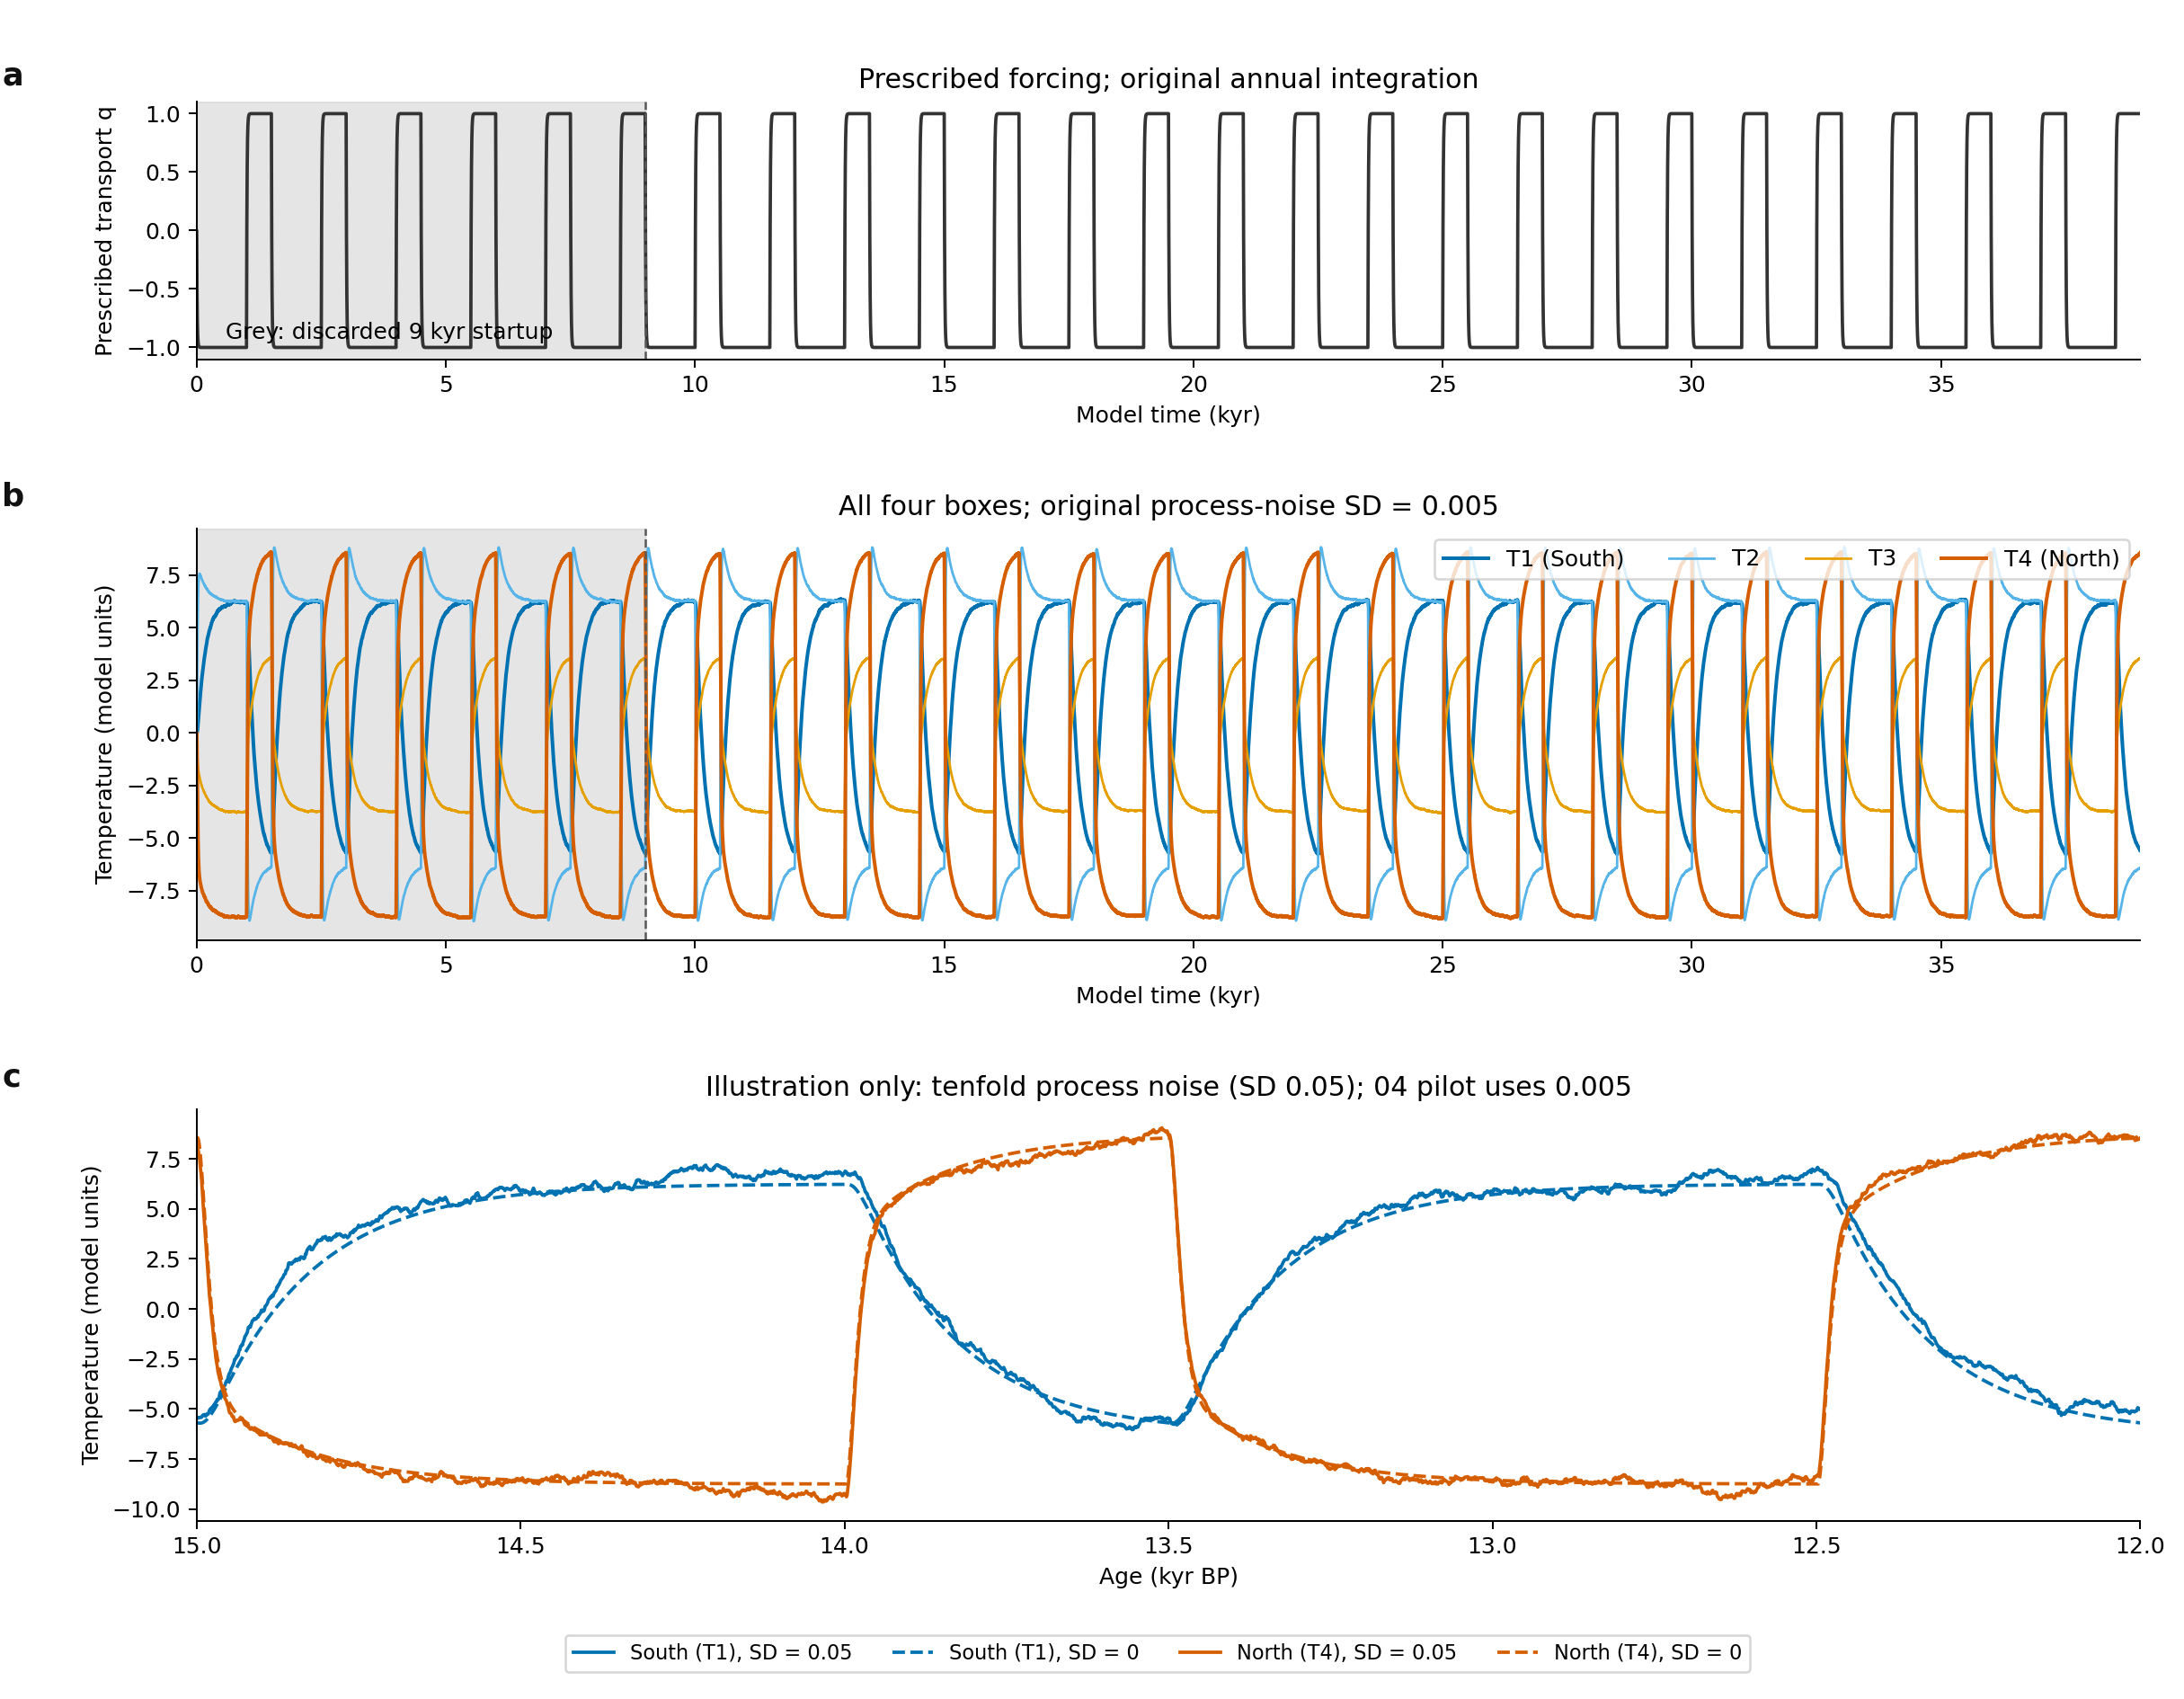 a
Prescribed forcing; original annual integration
Prescribed transport q
1.0
0.5
0.0
−0.5
−1.0
Grey: discarded 9 kyr startup
0 5 10 15 20 25 30 35
Model time (kyr)
b
All four boxes; original process-noise SD = 0.005
T1 (South) T2 T3 T4 (North)
Temperature (model units)
7.5
5.0
2.5
0.0
−2.5
−5.0
−7.5
0 5 10 15 20 25 30 35
Model time (kyr)
c
Illustration only: tenfold process noise (SD 0.05); 04 pilot uses 0.005
Temperature (model units)
7.5
5.0
2.5
0.0
−2.5
−5.0
−7.5
−10.0
15.0 14.5 14.0 13.5 13.0 12.5 12.0
Age (kyr BP)
South (T1), SD = 0.05 South (T1), SD = 0 North (T4), SD = 0.05 North (T4), SD = 0